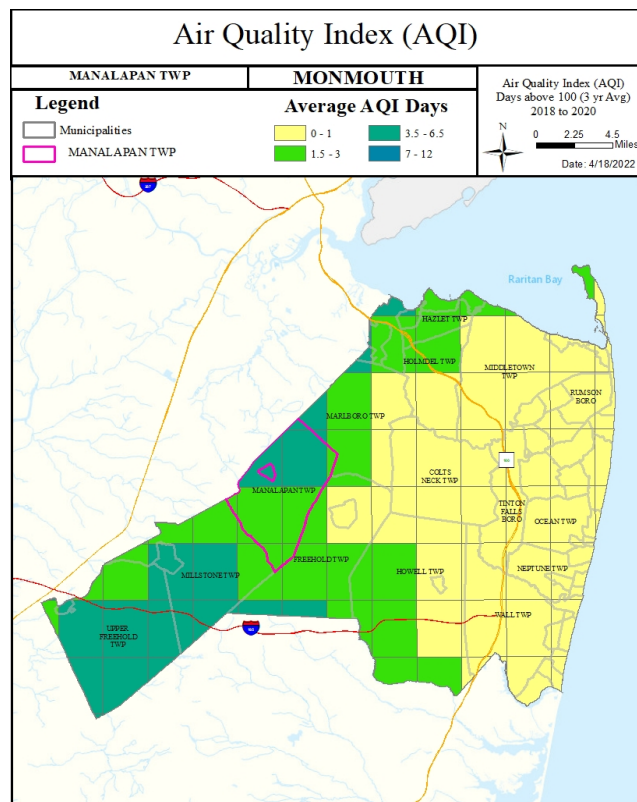 Air Quality Index (AQI)
MANALAPAN TWP
MONMOUTH
Legend
Municipalities
MANALAPAN TWP
Average AQI Days
0 - 1
3.5 - 6.5
1.5 - 3
7 - 12
Air Quality Index (AQI)
Days above 100 (3 yr Avg)
2018 to 2020
N
0 2.25 4.5
Miles
Date: 4/18/2022
Raritan Bay
HAZLET TWP
HOLMDEL TWP
MIDDLETOWN
TWP
RUMSON
BORO
MARLBORO TWP
COLTS
NECK TWP
MANALAPAN TWP
TINTON
FALLS
BORO
OCEAN TWP
FREEHOLD TWP
MILLSTONE TWP
HOWELL TWP
NEPTUNE TWP
WALL TWP
UPPER
FREEHOLD
TWP